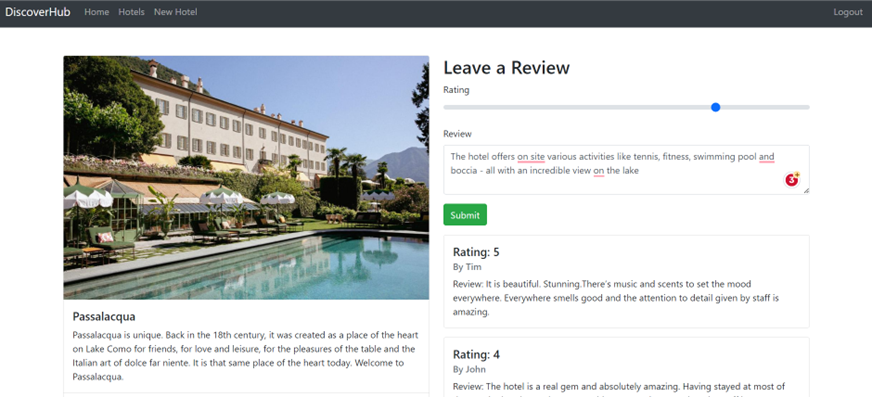 DiscoverHub Home Hotels New Hotel Logout
Passalacqua
Passalacqua is unique. Back in the 18th century, it was created as a place of the heart
on Lake Como for friends, for love and leisure, for the pleasures of the table and the
Italian art of dolce far niente. It is that same place of the heart today. Welcome to
Passalacqua.
Leave a Review
Rating
Review
The hotel offers on site various activities like tennis, fitness, swimming pool and
boccia - all with an incredible view on the lake
3
Submit
Rating: 5
By Tim
Review: It is beautiful. Stunning.There's music and scents to set the mood
everywhere. Everywhere smells good and the attention to detail given by staff is
amazing.
Rating: 4
By John
Review: The hotel is a real gem and absolutely amazing. Having stayed at most of